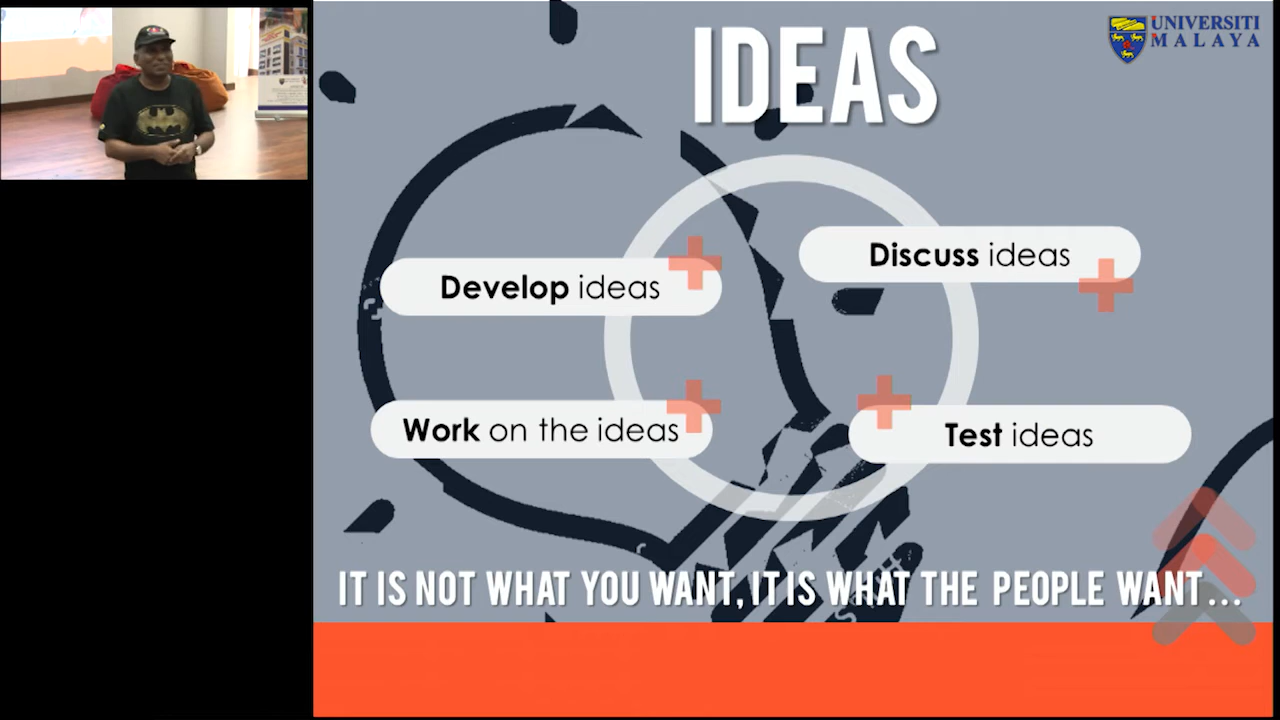 IDEAS
UNIVERSITI
MALAYA
Discuss ideas
Develop ideas
Work on the ideas
Test ideas
IT IS NOT WHAT YOU WANT, IT IS WHAT THE PEOPLE WANT...